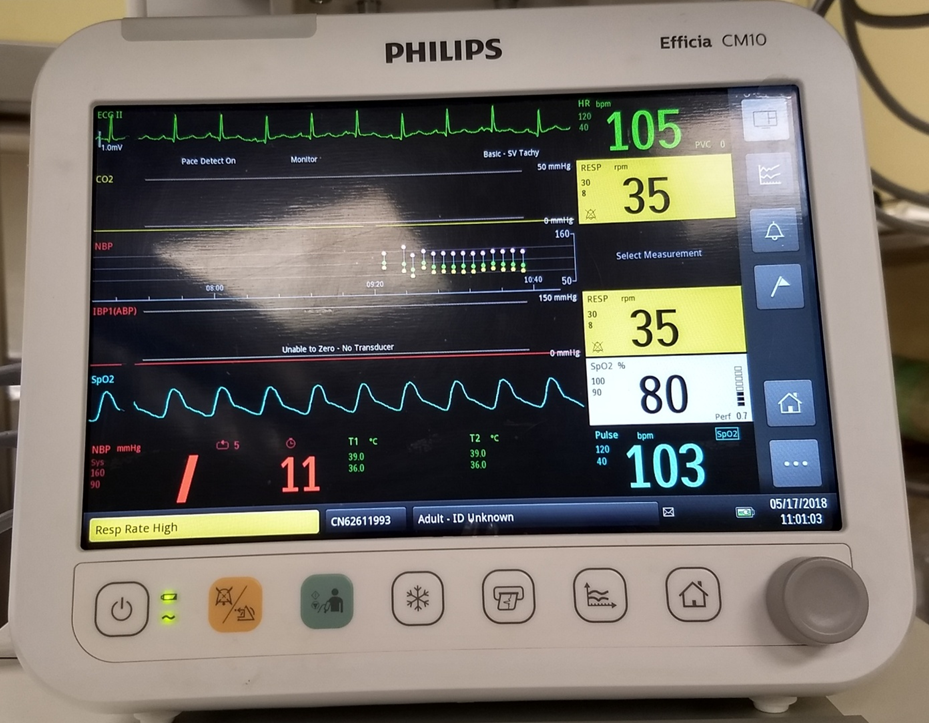 PHILIPS
Efficia CM10
ECG II
1.0mV
HR bpm
120
40
105
PVC 0
Pace Detect On Monitor Basic - SV Tachy
CO2
50 mmHg
0 mmHg
RESP rpm
30
8
35
NBP
160
50
08:00 09:20 10:40
Select Measurement
IBP1(ABP)
150 mmHg
Unable to Zero - No Transducer
0 mmHg
RESP rpm
30
8
35
SpO2
SpO2 %
100
90
80
Perf 0.7
NBP mmHg
Sys
160
90
/
5
11
T1 °C
39.0
36.0
T2 °C
39.0
36.0
Pulse bpm SpO2
120
40
103
Resp Rate High
CN62611993
Adult - ID Unknown
05/17/2018
11:01:03